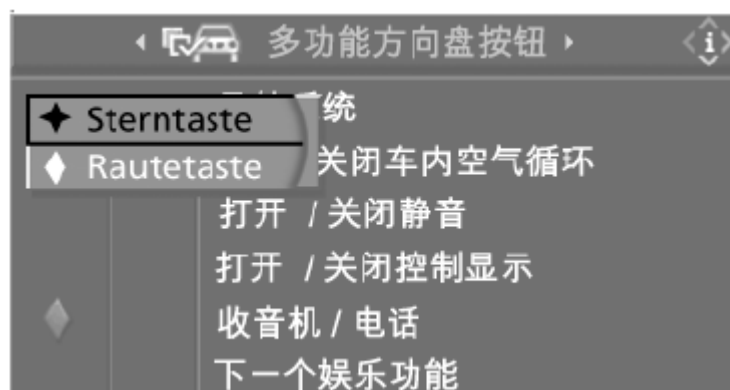 多功能方向盘按钮
i
统
Sterntaste
关闭车内空气循环
Rautetaste
打开 / 关闭静音
打开 / 关闭控制显示
收音机 / 电话
下一个娱乐功能